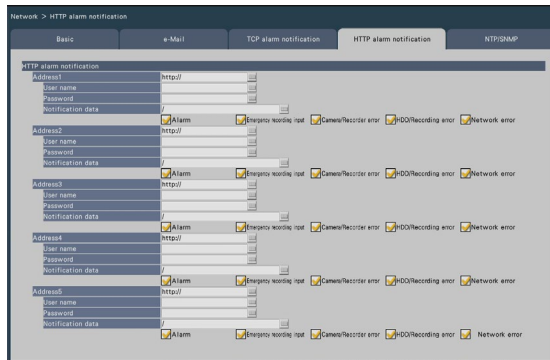 Network > HTTP alarm notification
Basic e-Mail TCP alarm notification HTTP alarm notification NTP/SNMP
HTTP alarm notification
Address1 http://
User name
Password
Notification data /
Alarm Emergency recording input Camera/Recorder error HDD/Recording error Network error
Address2 http://
User name
Password
Notification data /
Alarm Emergency recording input Camera/Recorder error HDD/Recording error Network error
Address3 http://
User name
Password
Notification data /
Alarm Emergency recording input Camera/Recorder error HDD/Recording error Network error
Address4 http://
User name
Password
Notification data /
Alarm Emergency recording input Camera/Recorder error HDD/Recording error Network error
Address5 http://
User name
Password
Notification data /
Alarm Emergency recording input Camera/Recorder error HDD/Recording error Network error